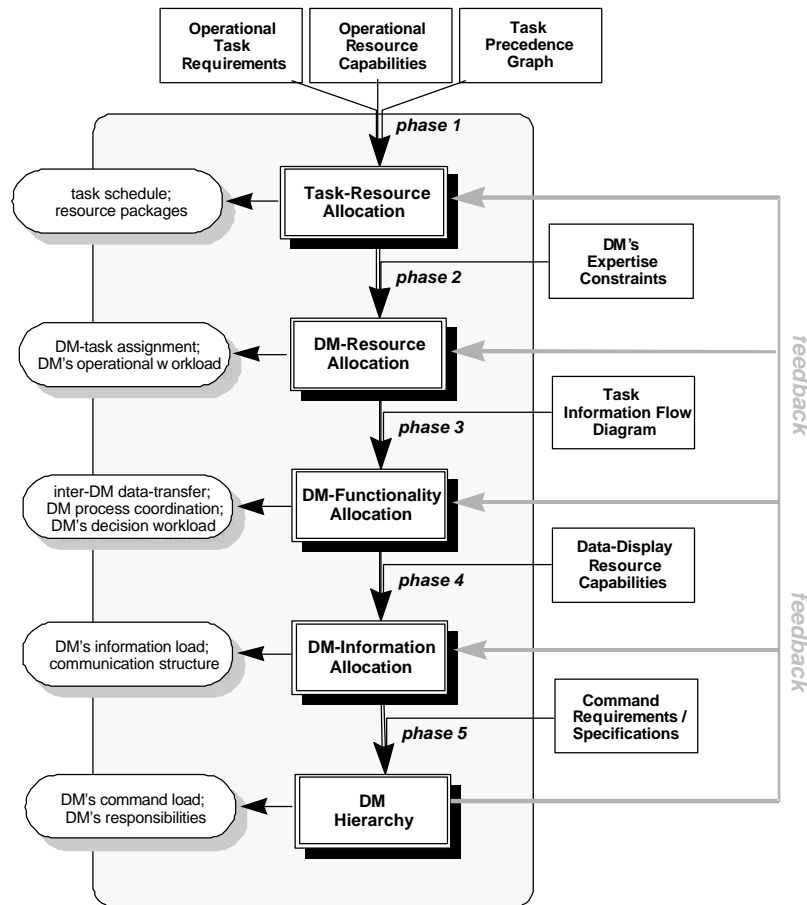 Operational
Task
Requirements
Operational
Resource
Capabilities
Task
Precedence
Graph
phase 1
task schedule;
resource packages
Task-Resource
Allocation
phase 2
DM's
Expertise
Constraints
DM-task assignment;
DM's operational w orkload
DM-Resource
Allocation
feedback
phase 3
Task
Information Flow
Diagram
inter-DM data-transfer;
DM process coordination;
DM's decision workload
DM-Functionality
Allocation
phase 4
Data-Display
Resource
Capabilities
feedback
DM's information load;
communication structure
DM-Information
Allocation
phase 5
Command
Requirements /
Specifications
DM's command load;
DM's responsibilities
DM
Hierarchy